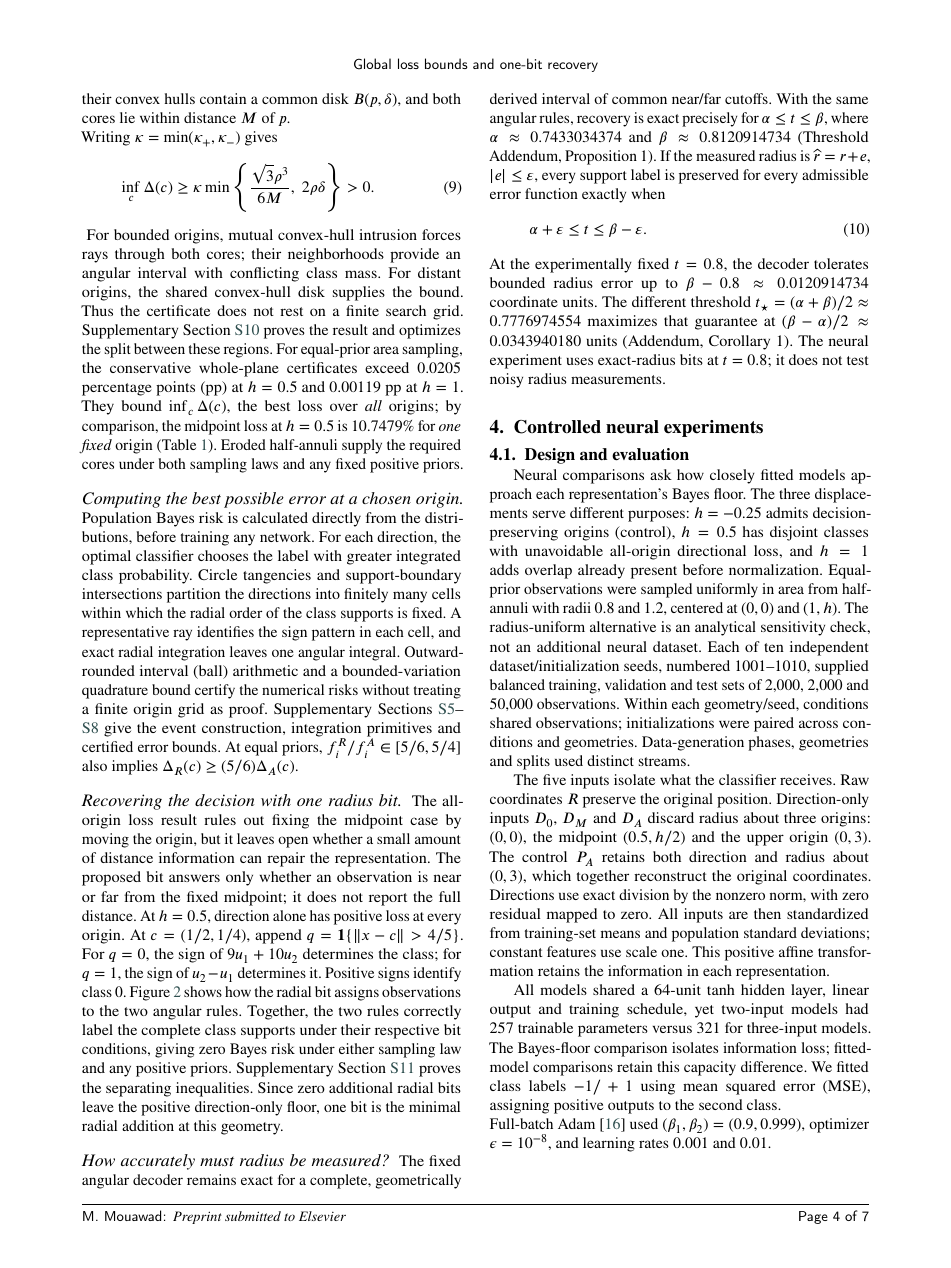 Global loss bounds and one-bit recovery
their convex hulls contain a common disk B(p, δ), and both
cores lie within distance M of p.
Writing κ = min(κ₊, κ₋) gives
inf_c Δ(c) ≥ κ min { √3ρ³ / 6M , 2ρδ } > 0. (9)
For bounded origins, mutual convex-hull intrusion forces
rays through both cores; their neighborhoods provide an
angular interval with conflicting class mass. For distant
origins, the shared convex-hull disk supplies the bound.
Thus the certificate does not rest on a finite search grid.
Supplementary Section S10 proves the result and optimizes
the split between these regions. For equal-prior area sampling,
the conservative whole-plane certificates exceed 0.0205
percentage points (pp) at h = 0.5 and 0.00119 pp at h = 1.
They bound inf_c Δ(c), the best loss over all origins; by
comparison, the midpoint loss at h = 0.5 is 10.7479% for one
fixed origin (Table 1). Eroded half-annuli supply the required
cores under both sampling laws and any fixed positive priors.
Computing the best possible error at a chosen origin.
Population Bayes risk is calculated directly from the distri-
butions, before training any network. For each direction, the
optimal classifier chooses the label with greater integrated
class probability. Circle tangencies and support-boundary
intersections partition the directions into finitely many cells
within which the radial order of the class supports is fixed. A
representative ray identifies the sign pattern in each cell, and
exact radial integration leaves one angular integral. Outward-
rounded interval (ball) arithmetic and a bounded-variation
quadrature bound certify the numerical risks without treating
a finite origin grid as proof. Supplementary Sections S5–
S8 give the event construction, integration primitives and
certified error bounds. At equal priors, f_i^R/f_i^A ∈ [5/6, 5/4]
also implies Δ_R(c) ≥ (5/6)Δ_A(c).
Recovering the decision with one radius bit. The all-
origin loss result rules out fixing the midpoint case by
moving the origin, but it leaves open whether a small amount
of distance information can repair the representation. The
proposed bit answers only whether an observation is near
or far from the fixed midpoint; it does not report the full
distance. At h = 0.5, direction alone has positive loss at every
origin. At c = (1/2, 1/4), append q = 1{‖x − c‖ > 4/5}.
For q = 0, the sign of 9u₁ + 10u₂ determines the class; for
q = 1, the sign of u₂−u₁ determines it. Positive signs identify
class 0. Figure 2 shows how the radial bit assigns observations
to the two angular rules. Together, the two rules correctly
label the complete class supports under their respective bit
conditions, giving zero Bayes risk under either sampling law
and any positive priors. Supplementary Section S11 proves
the separating inequalities. Since zero additional radial bits
leave the positive direction-only floor, one bit is the minimal
radial addition at this geometry.
How accurately must radius be measured? The fixed
angular decoder remains exact for a complete, geometrically
derived interval of common near/far cutoffs. With the same
angular rules, recovery is exact precisely for α ≤ t ≤ β, where
α ≈ 0.7433034374 and β ≈ 0.8120914734 (Threshold
Addendum, Proposition 1). If the measured radius is r̂ = r+e,
|e| ≤ ε, every support label is preserved for every admissible
error function exactly when
α + ε ≤ t ≤ β − ε. (10)
At the experimentally fixed t = 0.8, the decoder tolerates
bounded radius error up to β − 0.8 ≈ 0.0120914734
coordinate units. The different threshold t⋆ = (α + β)/2 ≈
0.7776974554 maximizes that guarantee at (β − α)/2 ≈
0.0343940180 units (Addendum, Corollary 1). The neural
experiment uses exact-radius bits at t = 0.8; it does not test
noisy radius measurements.
4. Controlled neural experiments
4.1. Design and evaluation
Neural comparisons ask how closely fitted models ap-
proach each representation's Bayes floor. The three displace-
ments serve different purposes: h = −0.25 admits decision-
preserving origins (control), h = 0.5 has disjoint classes
with unavoidable all-origin directional loss, and h = 1
adds overlap already present before normalization. Equal-
prior observations were sampled uniformly in area from half-
annuli with radii 0.8 and 1.2, centered at (0, 0) and (1, h). The
radius-uniform alternative is an analytical sensitivity check,
not an additional neural dataset. Each of ten independent
dataset/initialization seeds, numbered 1001–1010, supplied
balanced training, validation and test sets of 2,000, 2,000 and
50,000 observations. Within each geometry/seed, conditions
shared observations; initializations were paired across con-
ditions and geometries. Data-generation phases, geometries
and splits used distinct streams.
The five inputs isolate what the classifier receives. Raw
coordinates R preserve the original position. Direction-only
inputs D₀, D_M and D_A discard radius about three origins:
(0, 0), the midpoint (0.5, h/2) and the upper origin (0, 3).
The control P_A retains both direction and radius about
(0, 3), which together reconstruct the original coordinates.
Directions use exact division by the nonzero norm, with zero
residual mapped to zero. All inputs are then standardized
from training-set means and population standard deviations;
constant features use scale one. This positive affine transfor-
mation retains the information in each representation.
All models shared a 64-unit tanh hidden layer, linear
output and training schedule, yet two-input models had
257 trainable parameters versus 321 for three-input models.
The Bayes-floor comparison isolates information loss; fitted-
model comparisons retain this capacity difference. We fitted
class labels −1/ + 1 using mean squared error (MSE),
assigning positive outputs to the second class.
Full-batch Adam [16] used (β₁, β₂) = (0.9, 0.999), optimizer
ϵ = 10⁻⁸, and learning rates 0.001 and 0.01.
M. Mouawad: Preprint submitted to Elsevier
Page 4 of 7